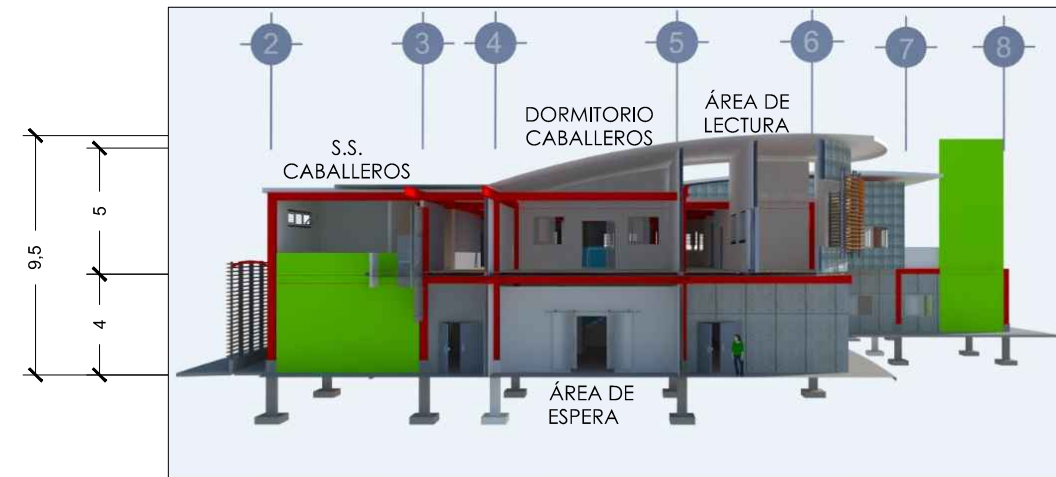 2 3 4 5 6 7 8
DORMITORIO
CABALLEROS
ÁREA DE
LECTURA
S.S.
CABALLEROS
5
9,5
4
ÁREA DE
ESPERA